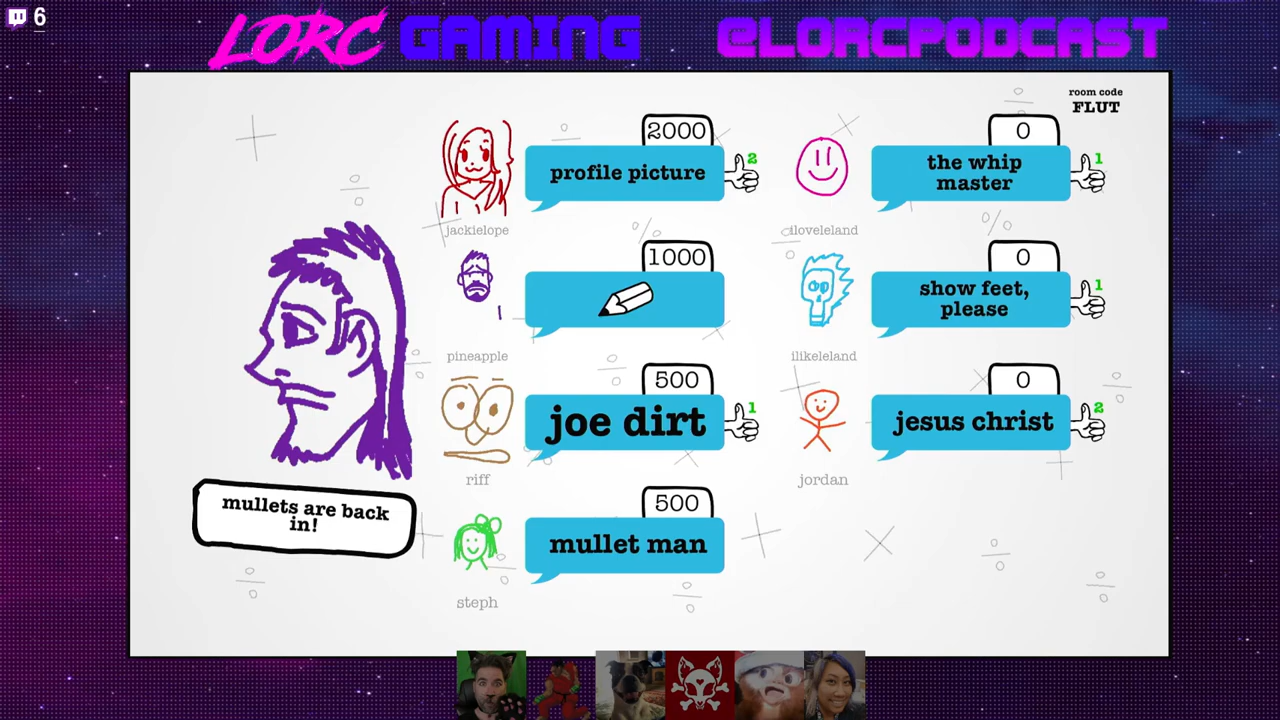 6
LORC GAMING
@LORCPODCAST
room code
FLUT
2000
profile picture
2
jackielope
0
the whip
master
1
iloveleland
1000
pineapple
0
show feet,
please
1
ilikeleland
500
joe dirt
1
riff
0
jesus christ
2
jordan
500
mullet man
steph
mullets are back
in!